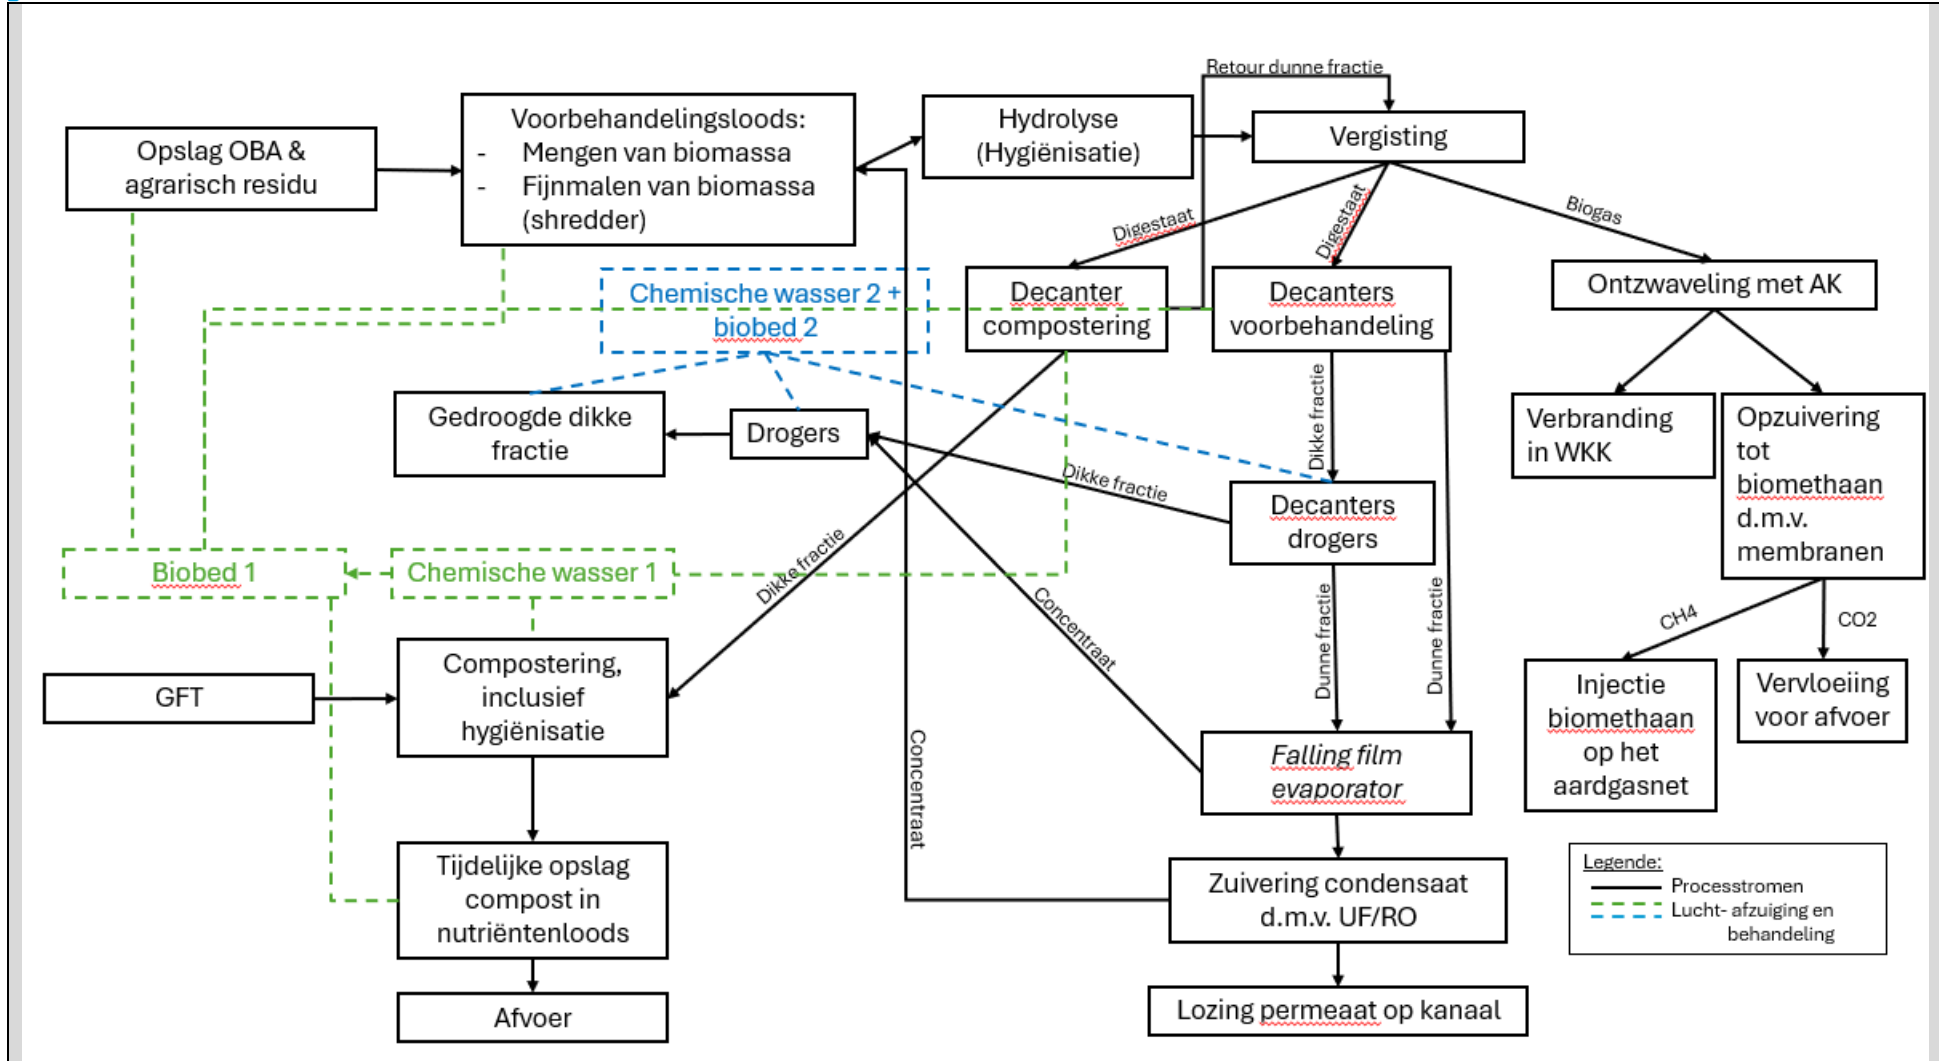 Retour dunne fractie
Opslag OBA &
agrarisch residu
Voorbehandelingsloods:
- Mengen van biomassa
- Fijnmalen van biomassa
(shredder)
Hydrolyse
(Hygiënisatie)
Vergisting
Digestaat
Digestaat
Biogas
Chemische wasser 2 +
biobed 2
Decanter
compostering
Decanters
voorbehandeling
Ontzwaveling met AK
Gedroogde dikke
fractie
Drogers
Dikke fractie
Dikke fractie
Verbranding
in WKK
Opzuivering
tot
biomethaan
d.m.v.
membranen
Decanters
drogers
Biobed 1
Chemische wasser 1
Dikke fractie
Concentraat
Dunne fractie
Dunne fractie
CH4
CO2
GFT
Compostering,
inclusief
hygiënisatie
Concentraat
Falling film
evaporator
Injectie
biomethaan
op het
aardgasnet
Vervloeiing
voor afvoer
Tijdelijke opslag
compost in
nutriëntenloods
Zuivering condensaat
d.m.v. UF/RO
Legende:
Processtromen
Lucht- afzuiging en
behandeling
Afvoer
Lozing permeaat op kanaal